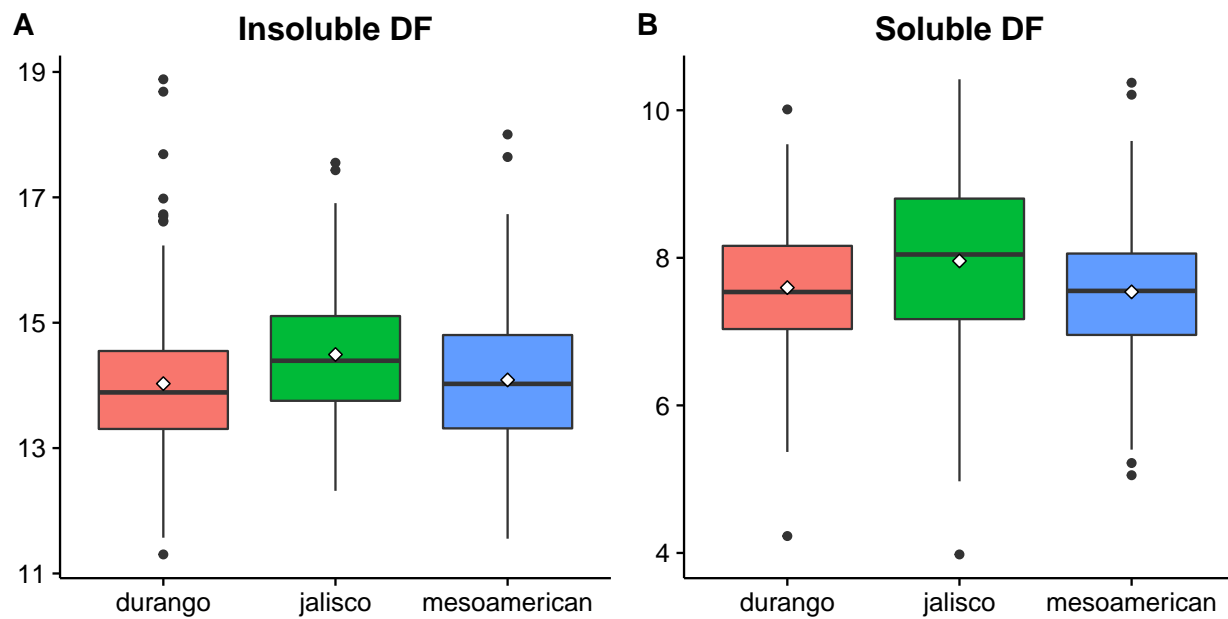 A
Insoluble DF
19
17
15
13
11
durango jalisco mesoamerican
B
Soluble DF
10
8
6
4
durango jalisco mesoamerican